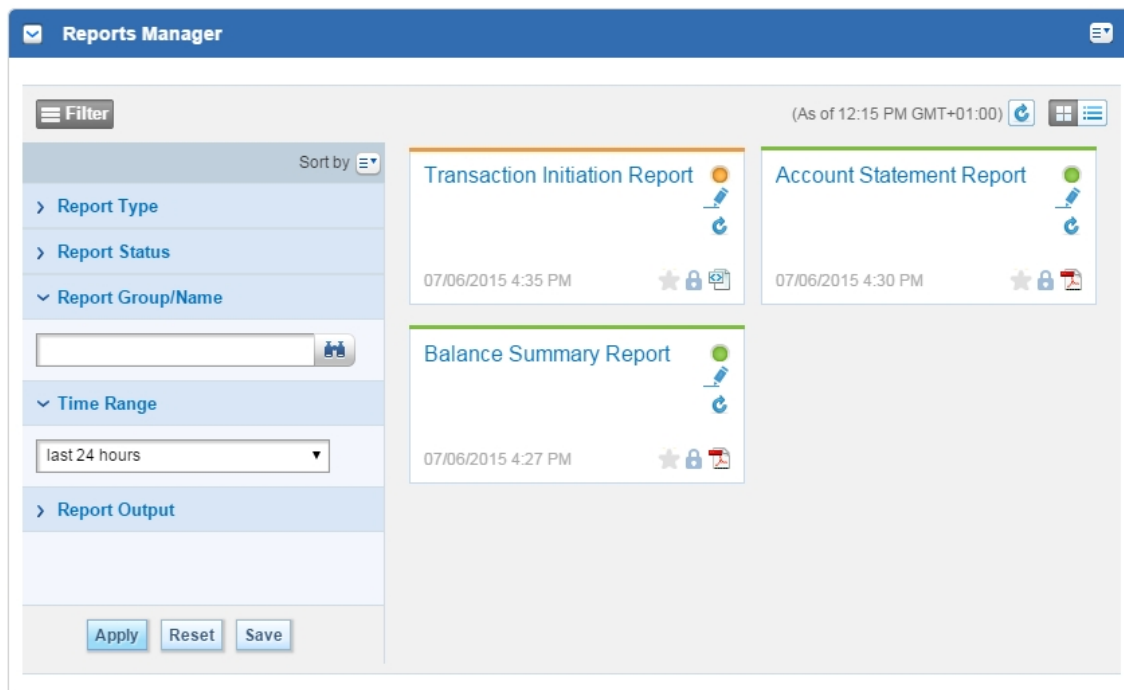 Reports Manager
Filter
(As of 12:15 PM GMT+01:00)
Sort by
Report Type
Report Status
Report Group/Name
Time Range
last 24 hours
Report Output
Apply Reset Save
Transaction Initiation Report
07/06/2015 4:35 PM
Account Statement Report
07/06/2015 4:30 PM
Balance Summary Report
07/06/2015 4:27 PM